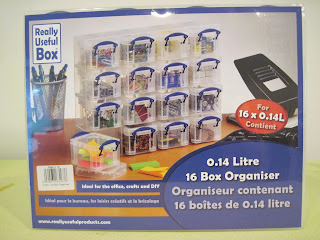 Really
Useful
Box
For
16 x 0.14L
Contient
0.14 Litre
16 Box Organiser
Organiseur contenant
16 boîtes de 0.14 litre
Ideal for the office, crafts and DIY
Idéal pour le bureau, les loisirs créatifs et le bricolage
www.reallyusefulproducts.com